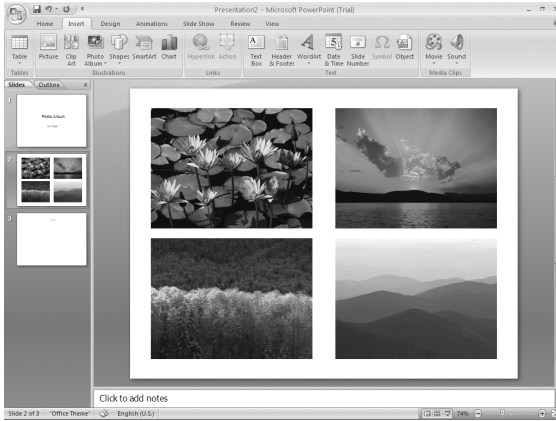 Presentation2 - Microsoft PowerPoint (Trial)
Home Insert Design Animations Slide Show Review View
Table Picture Clip Art Photo Album Shapes SmartArt Chart Hyperlink Action Text Box Header & Footer WordArt Date & Time Slide Number Symbol Object Movie Sound
Tables Illustrations Links Text Media Clips
Slides Outline x
1
Photo album
2
3
Click to add notes
Slide 2 of 3 "Office Theme" English (U.S.) 74%